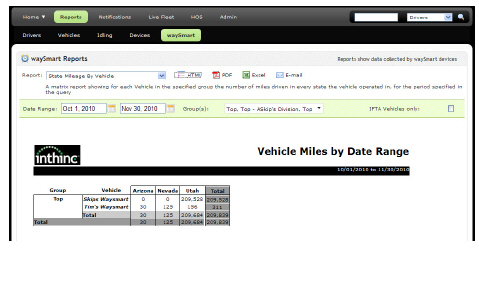 Home ▼ Reports Notifications Live Fleet HOS Admin Drivers
Drivers Vehicles Idling Devices waySmart
waySmart Reports Reports show data collected by waySmart devices
Report: State Mileage By Vehicle HTML PDF Excel E-mail
A matrix report showing for each Vehicle in the specified group the number of miles driven in every state the vehicle operated in, for the period specified in
the query
Date Range: Oct 1, 2010 Nov 30, 2010 Group(s): Top, Top - ASkip's Division, Top IFTA Vehicles only:
inthinc
Vehicle Miles by Date Range
10/01/2010 to 11/30/2010
Group Vehicle Arizona Nevada Utah Total
Top Skips Waysmart 0 0 209,528 209,528
Tim's Waysmart 30 125 156 311
Total 30 125 209,684 209,839
Total 30 125 209,684 209,839